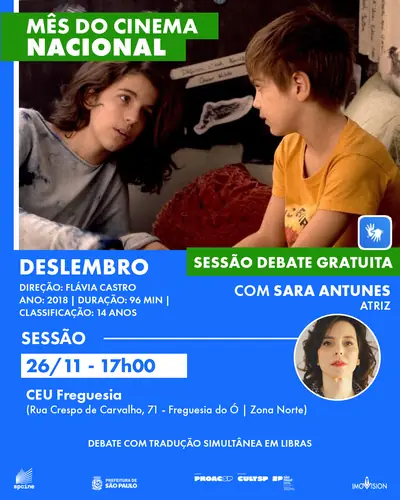 MÊS DO CINEMA
NACIONAL
SESSÃO DEBATE GRATUITA
DESLEMBRO
DIREÇÃO: FLÁVIA CASTRO
ANO: 2018 | DURAÇÃO: 96 MIN |
CLASSIFICAÇÃO: 14 ANOS
COM SARA ANTUNES
ATRIZ
SESSÃO
26/11 - 17h00
CEU Freguesia
(Rua Crespo de Carvalho, 71 - Freguesia do Ó | Zona Norte)
DEBATE COM TRADUÇÃO SIMULTÂNEA EM LIBRAS
spcine
PREFEITURA DE
SÃO PAULO
PROACSP
CULTSP
IMOVISION